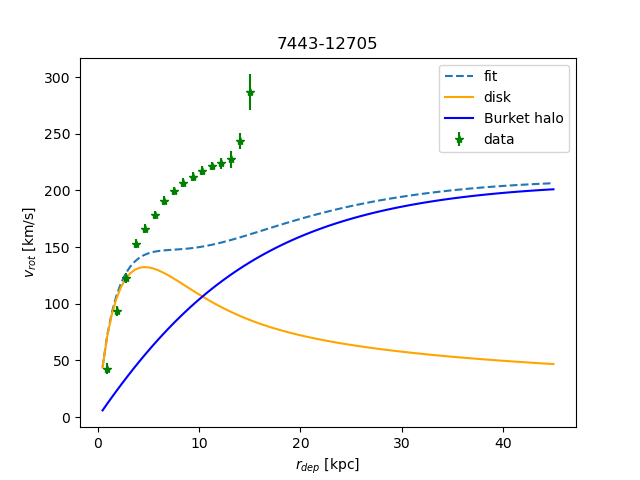 7443-12705
300
250
200
150
100
50
0
v_rot [km/s]
0 10 20 30 40
r_dep [kpc]
fit
disk
Burket halo
data